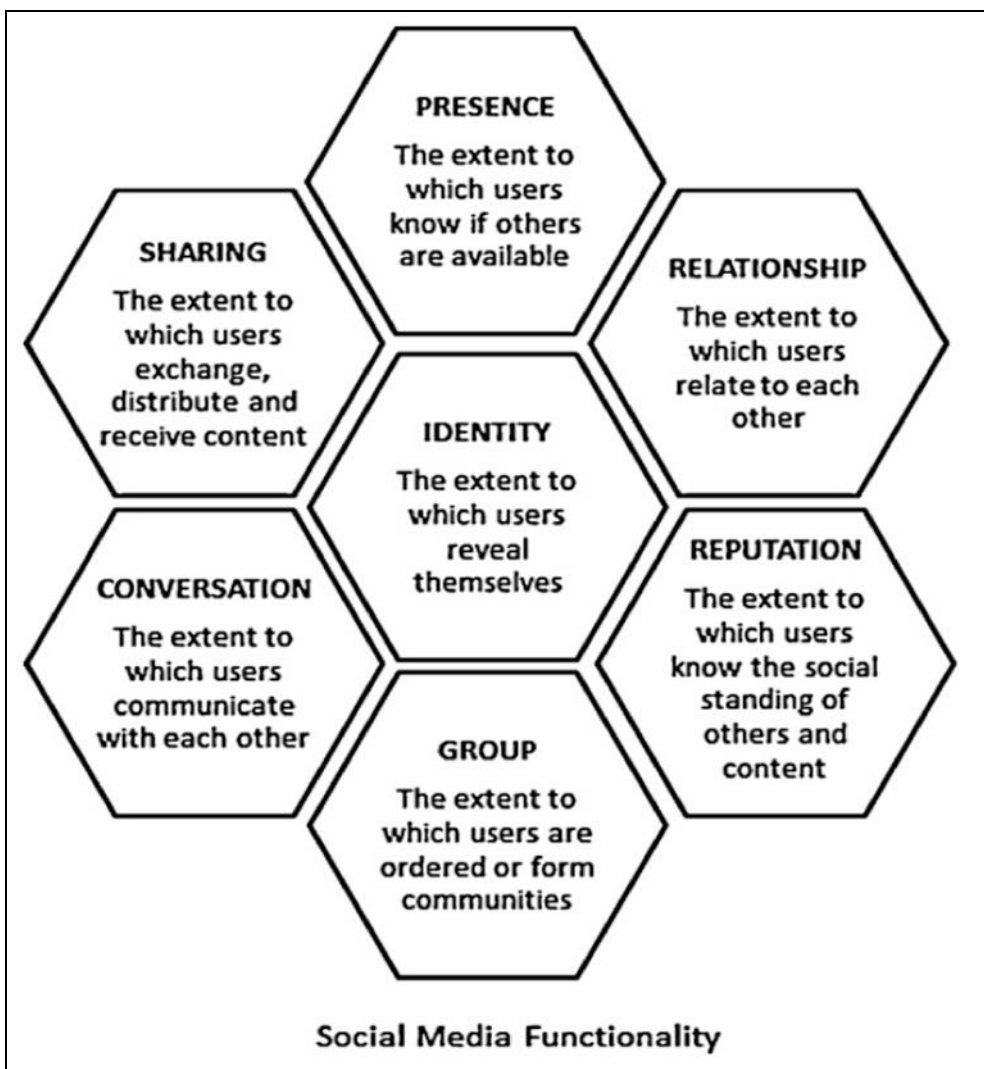 PRESENCE
The extent to
which users
know if others
are available
SHARING
The extent to
which users
exchange,
distribute and
receive content
RELATIONSHIP
The extent to
which users
relate to each
other
IDENTITY
The extent to
which users
reveal
themselves
CONVERSATION
The extent to
which users
communicate
with each other
REPUTATION
The extent to
which users
know the social
standing of
others and
content
GROUP
The extent to
which users are
ordered or form
communities
Social Media Functionality